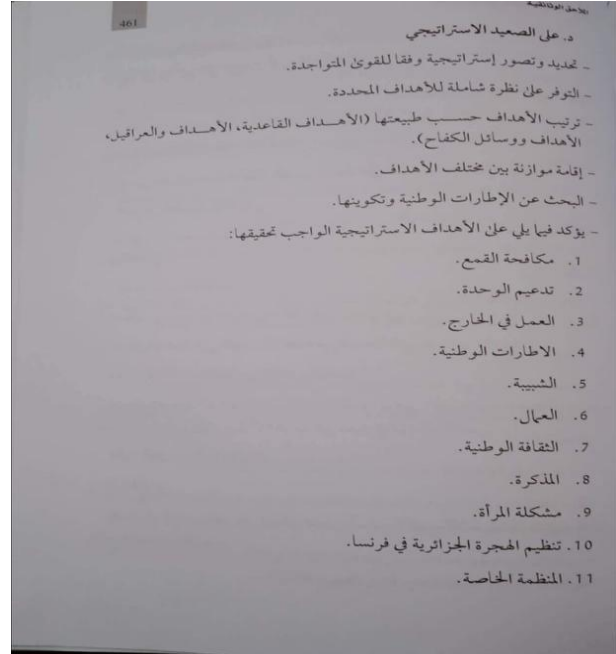 الملاحق الوثائقية
461
د. على الصعيد الاستراتيجي
- تحديد وتصور إستراتيجية وفقا للقوى المتواجدة.
- التوفر على نظرة شاملة للأهداف المحددة.
- ترتيب الأهداف حسب طبيعتها (الأهداف القاعدية، الأهداف والعراقيل،
الأهداف ووسائل الكفاح).
- إقامة موازنة بين مختلف الأهداف.
- البحث عن الإطارات الوطنية وتكوينها.
- يؤكد فيما يلي على الأهداف الاستراتيجية الواجب تحقيقها:
1. مكافحة القمع.
2. تدعيم الوحدة.
3. العمل في الخارج.
4. الاطارات الوطنية.
5. الشبيبة.
6. العمال.
7. الثقافة الوطنية.
8. المذكرة.
9. مشكلة المرأة.
10. تنظيم الهجرة الجزائرية في فرنسا.
11. المنظمة الخاصة.